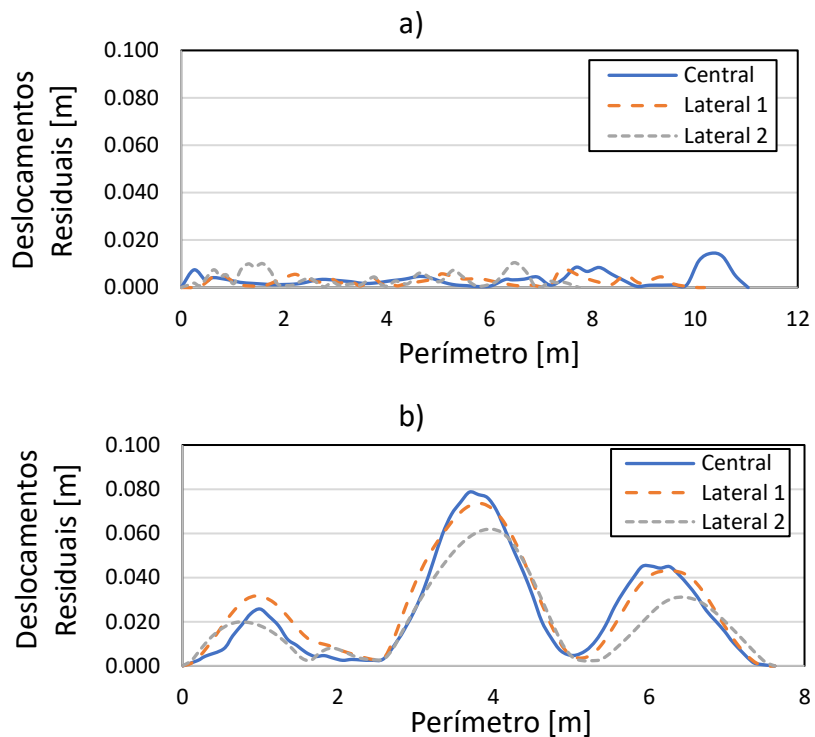 a)
Deslocamentos
Residuais [m]
0.100
0.080
0.060
0.040
0.020
0.000
Central
Lateral 1
Lateral 2
0 2 4 6 8 10 12
Perímetro [m]
b)
Deslocamentos
Residuais [m]
0.100
0.080
0.060
0.040
0.020
0.000
Central
Lateral 1
Lateral 2
0 2 4 6 8
Perímetro [m]